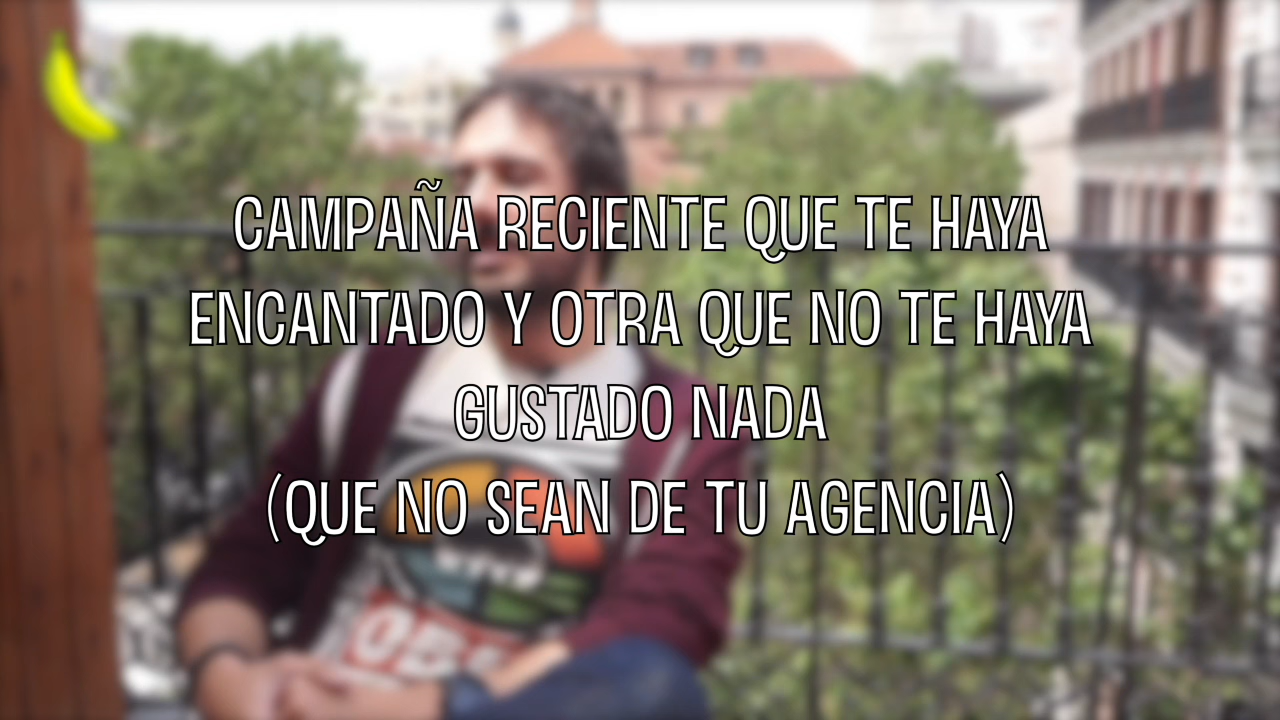 CAMPAÑA RECIENTE QUE TE HAYA
ENCANTADO Y OTRA QUE NO TE HAYA
GUSTADO NADA
(QUE NO SEAN DE TU AGENCIA)